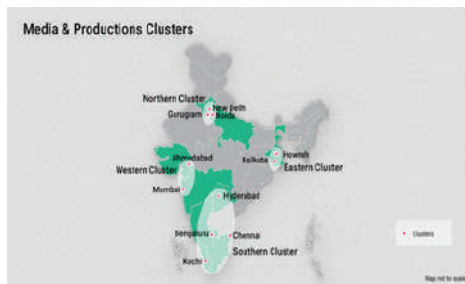 Media & Productions Clusters
Northern Cluster
New Delhi
Gurugram
Noida
Ahmedabad
Western Cluster
Mumbai
Kolkata
Howrah
Eastern Cluster
Hyderabad
Bengaluru
Chennai
Southern Cluster
Kochi
Clusters
Map not to scale